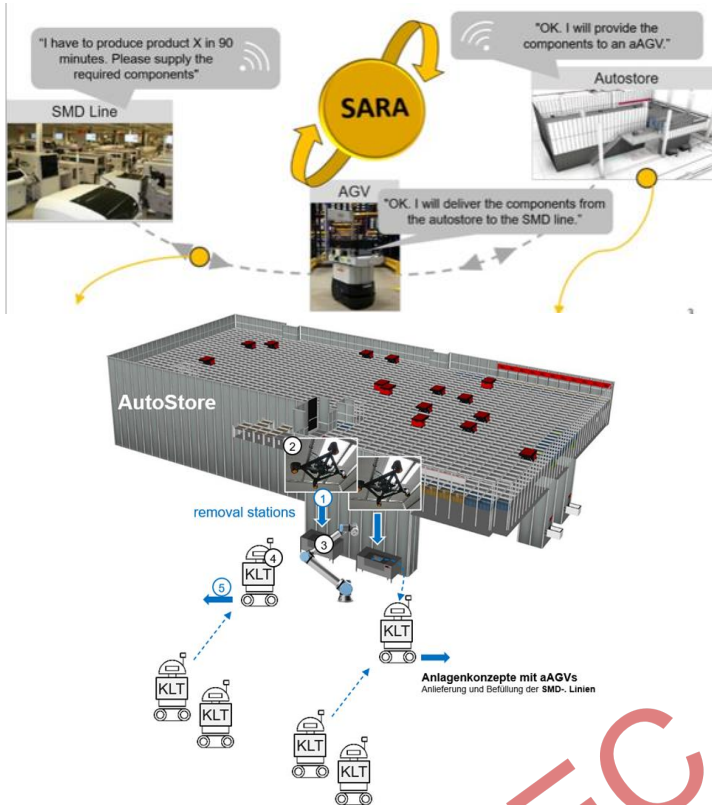 "I have to produce product X in 90
minutes. Please supply the
required components"
"OK. I will provide the
components to an aAGV."
SMD Line
SARA
Autostore
AGV
"OK. I will deliver the components from
the autostore to the SMD line."
3
AutoStore
2
1
removal stations
3
4
KLT
5
KLT
KLT
KLT
Anlagenkonzepte mit aAGVs
Anlieferung und Befüllung der SMD-. Linien
KLT
KLT